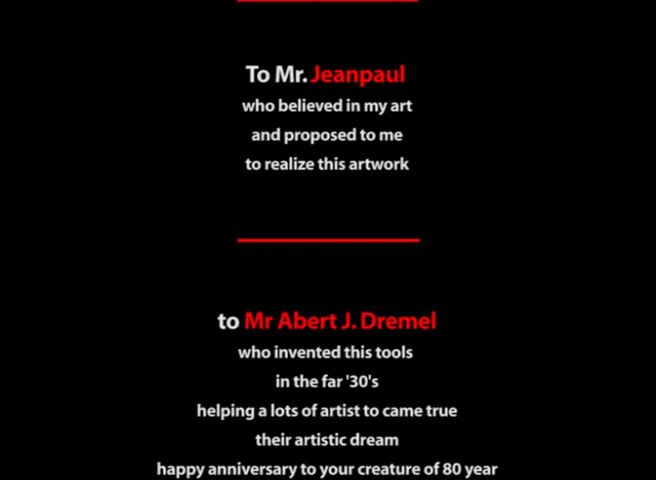 To Mr. Jeanpaul
who believed in my art
and proposed to me
to realize this artwork
to Mr Abert J. Dremel
who invented this tools
in the far '30's
helping a lots of artist to came true
their artistic dream
happy anniversary to your creature of 80 year